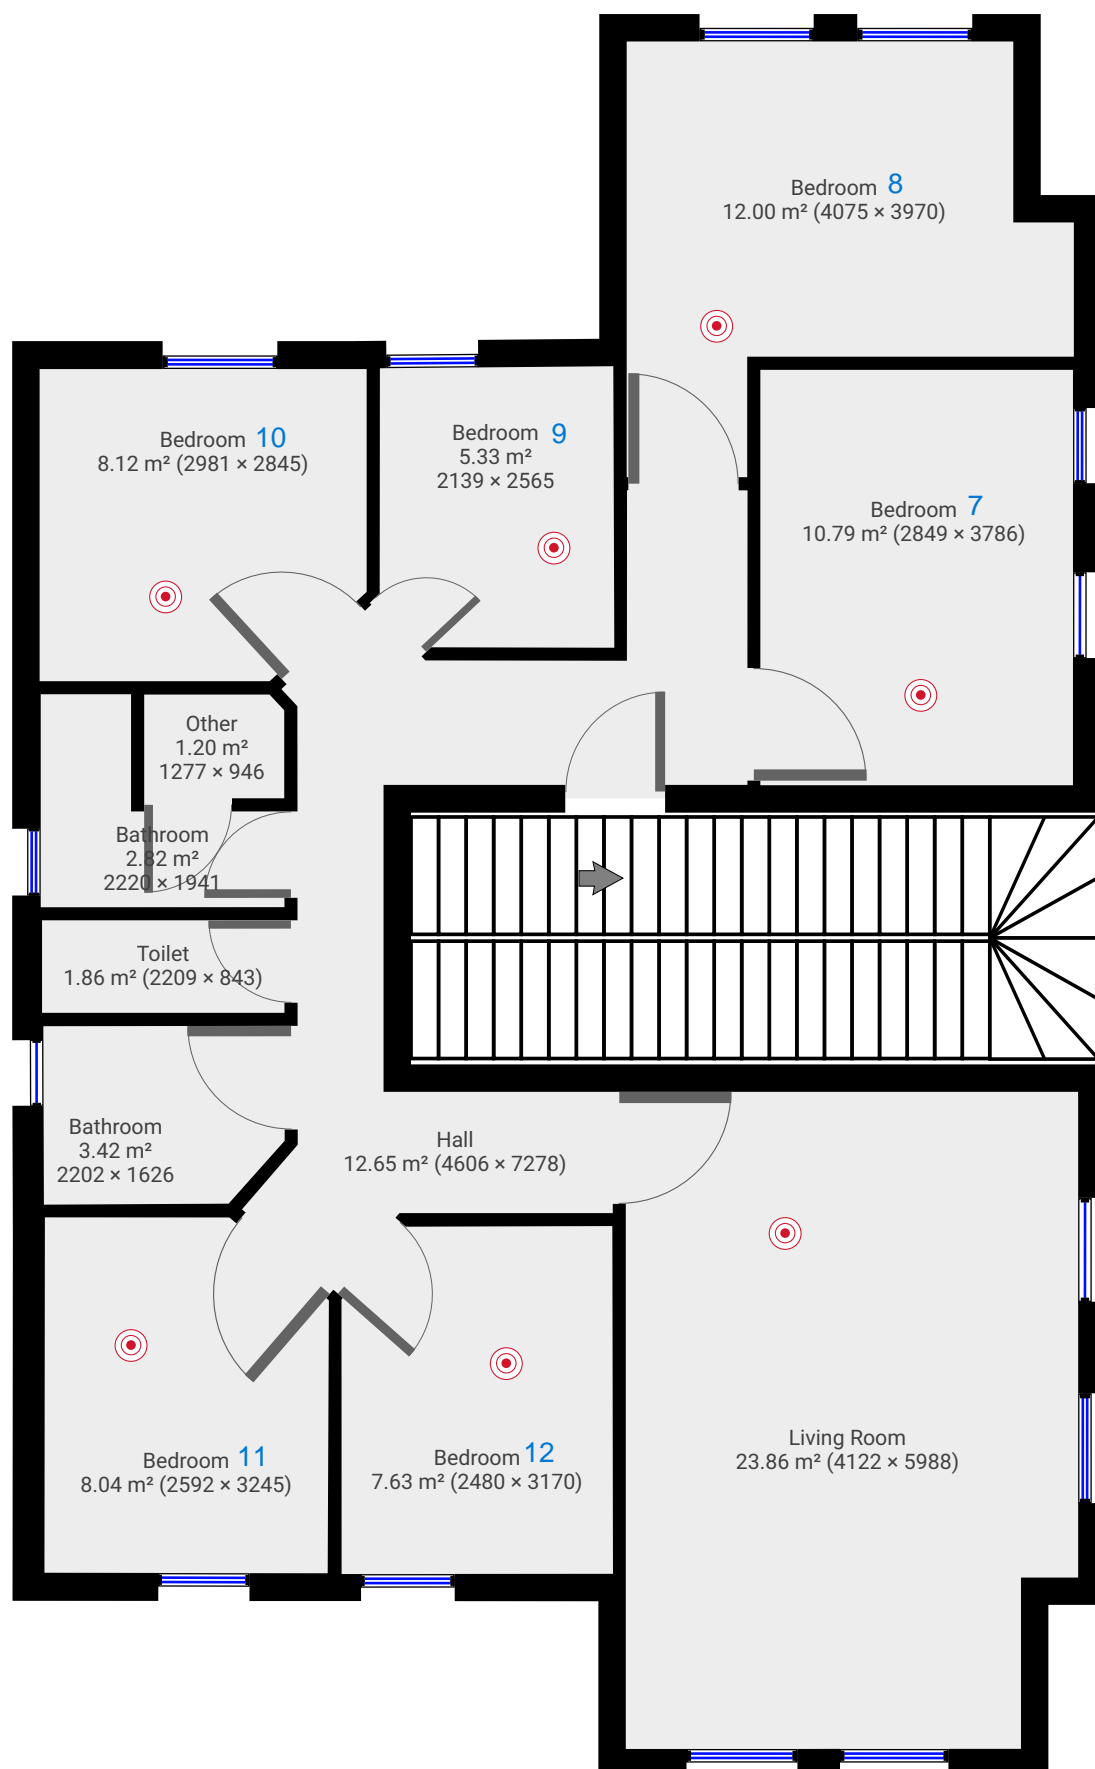 Bedroom 8
12.00 m² (4075 × 3970)
Bedroom 10
8.12 m² (2981 × 2845)
Bedroom 9
5.33 m²
2139 × 2565
Bedroom 7
10.79 m² (2849 × 3786)
Other
1.20 m²
1277 × 946
Bathroom
2.82 m²
2220 × 1941
Toilet
1.86 m² (2209 × 843)
Bathroom
3.42 m²
2202 × 1626
Hall
12.65 m² (4606 × 7278)
Bedroom 11
8.04 m² (2592 × 3245)
Bedroom 12
7.63 m² (2480 × 3170)
Living Room
23.86 m² (4122 × 5988)